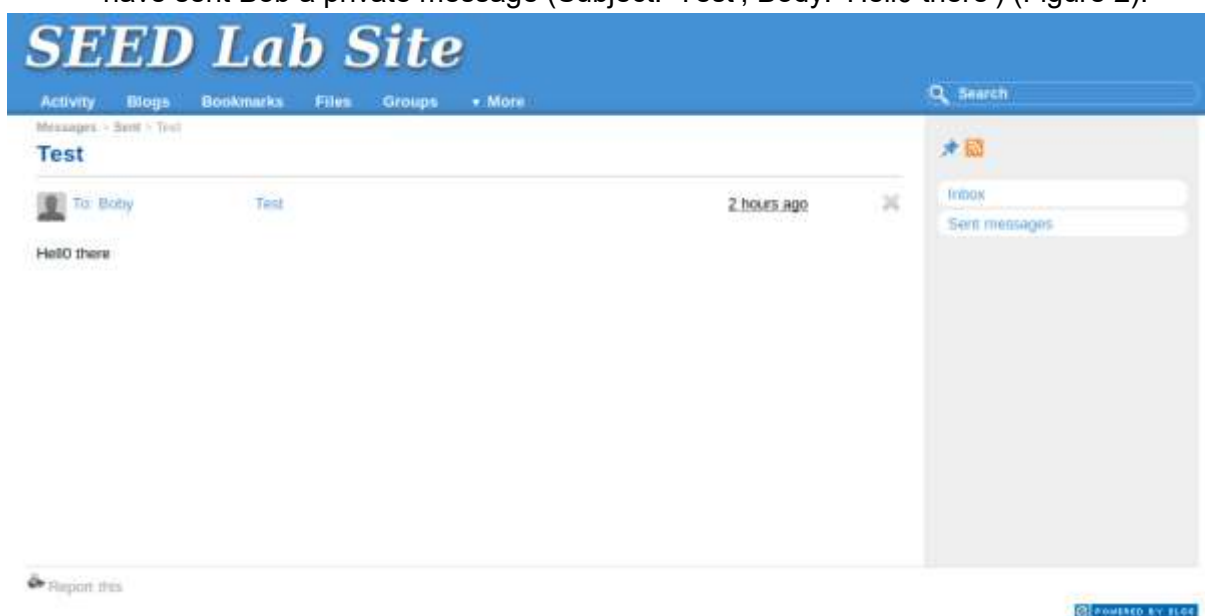 have sent Bob a private message (Subject: 'Test', Body: 'Hell0 there') (Figure 2).
SEED Lab Site
Activity Blogs Bookmarks Files Groups ▾ More
Search
Messages > Sent > Test
Test
To: Boby Test 2 hours ago
Inbox
Sent messages
Hell0 there
Report this
POWERED BY ELGG